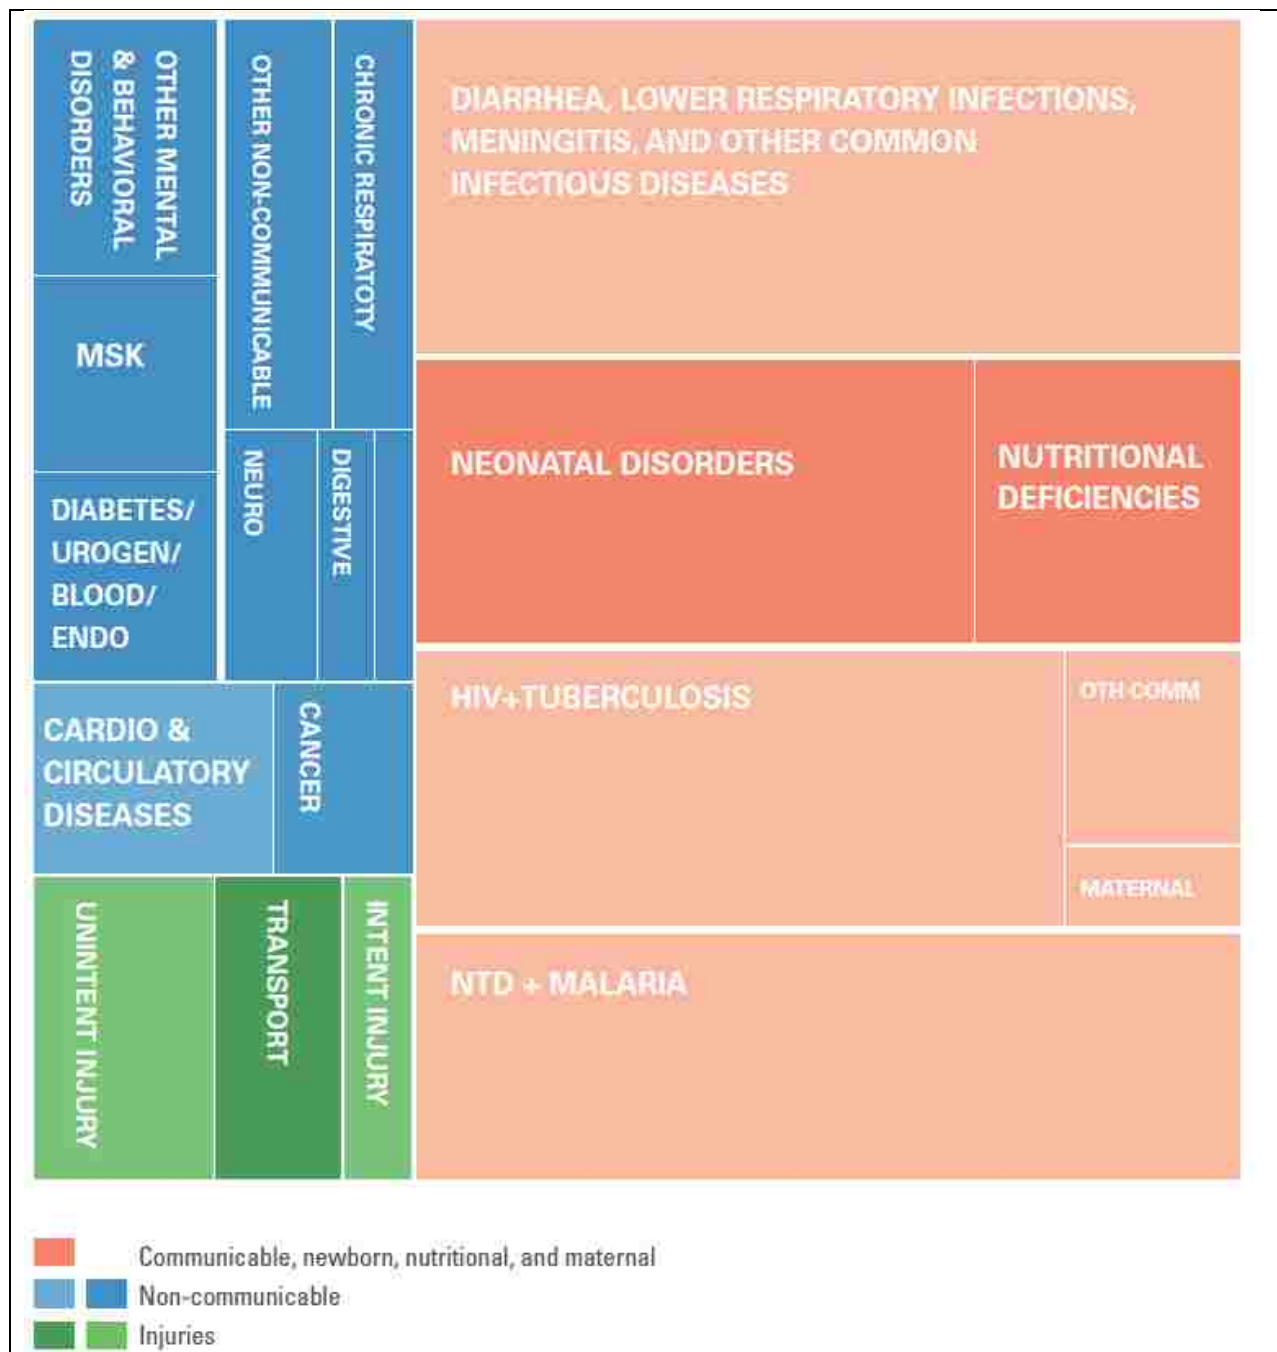 OTHER MENTAL
& BEHAVIORAL
DISORDERS
OTHER NON-COMMUNICABLE
CHRONIC RESPIRATOTY
DIARRHEA, LOWER RESPIRATORY INFECTIONS,
MENINGITIS, AND OTHER COMMON
INFECTIOUS DISEASES
MSK
NEONATAL DISORDERS
NUTRITIONAL
DEFICIENCIES
DIABETES/
UROGEN/
BLOOD/
ENDO
NEURO
DIGESTIVE
CARDIO &
CIRCULATORY
DISEASES
CANCER
HIV+TUBERCULOSIS
OTH COMM
MATERNAL
UNINTENT INJURY
TRANSPORT
INTENT INJURY
NTD + MALARIA
Communicable, newborn, nutritional, and maternal
Non-communicable
Injuries